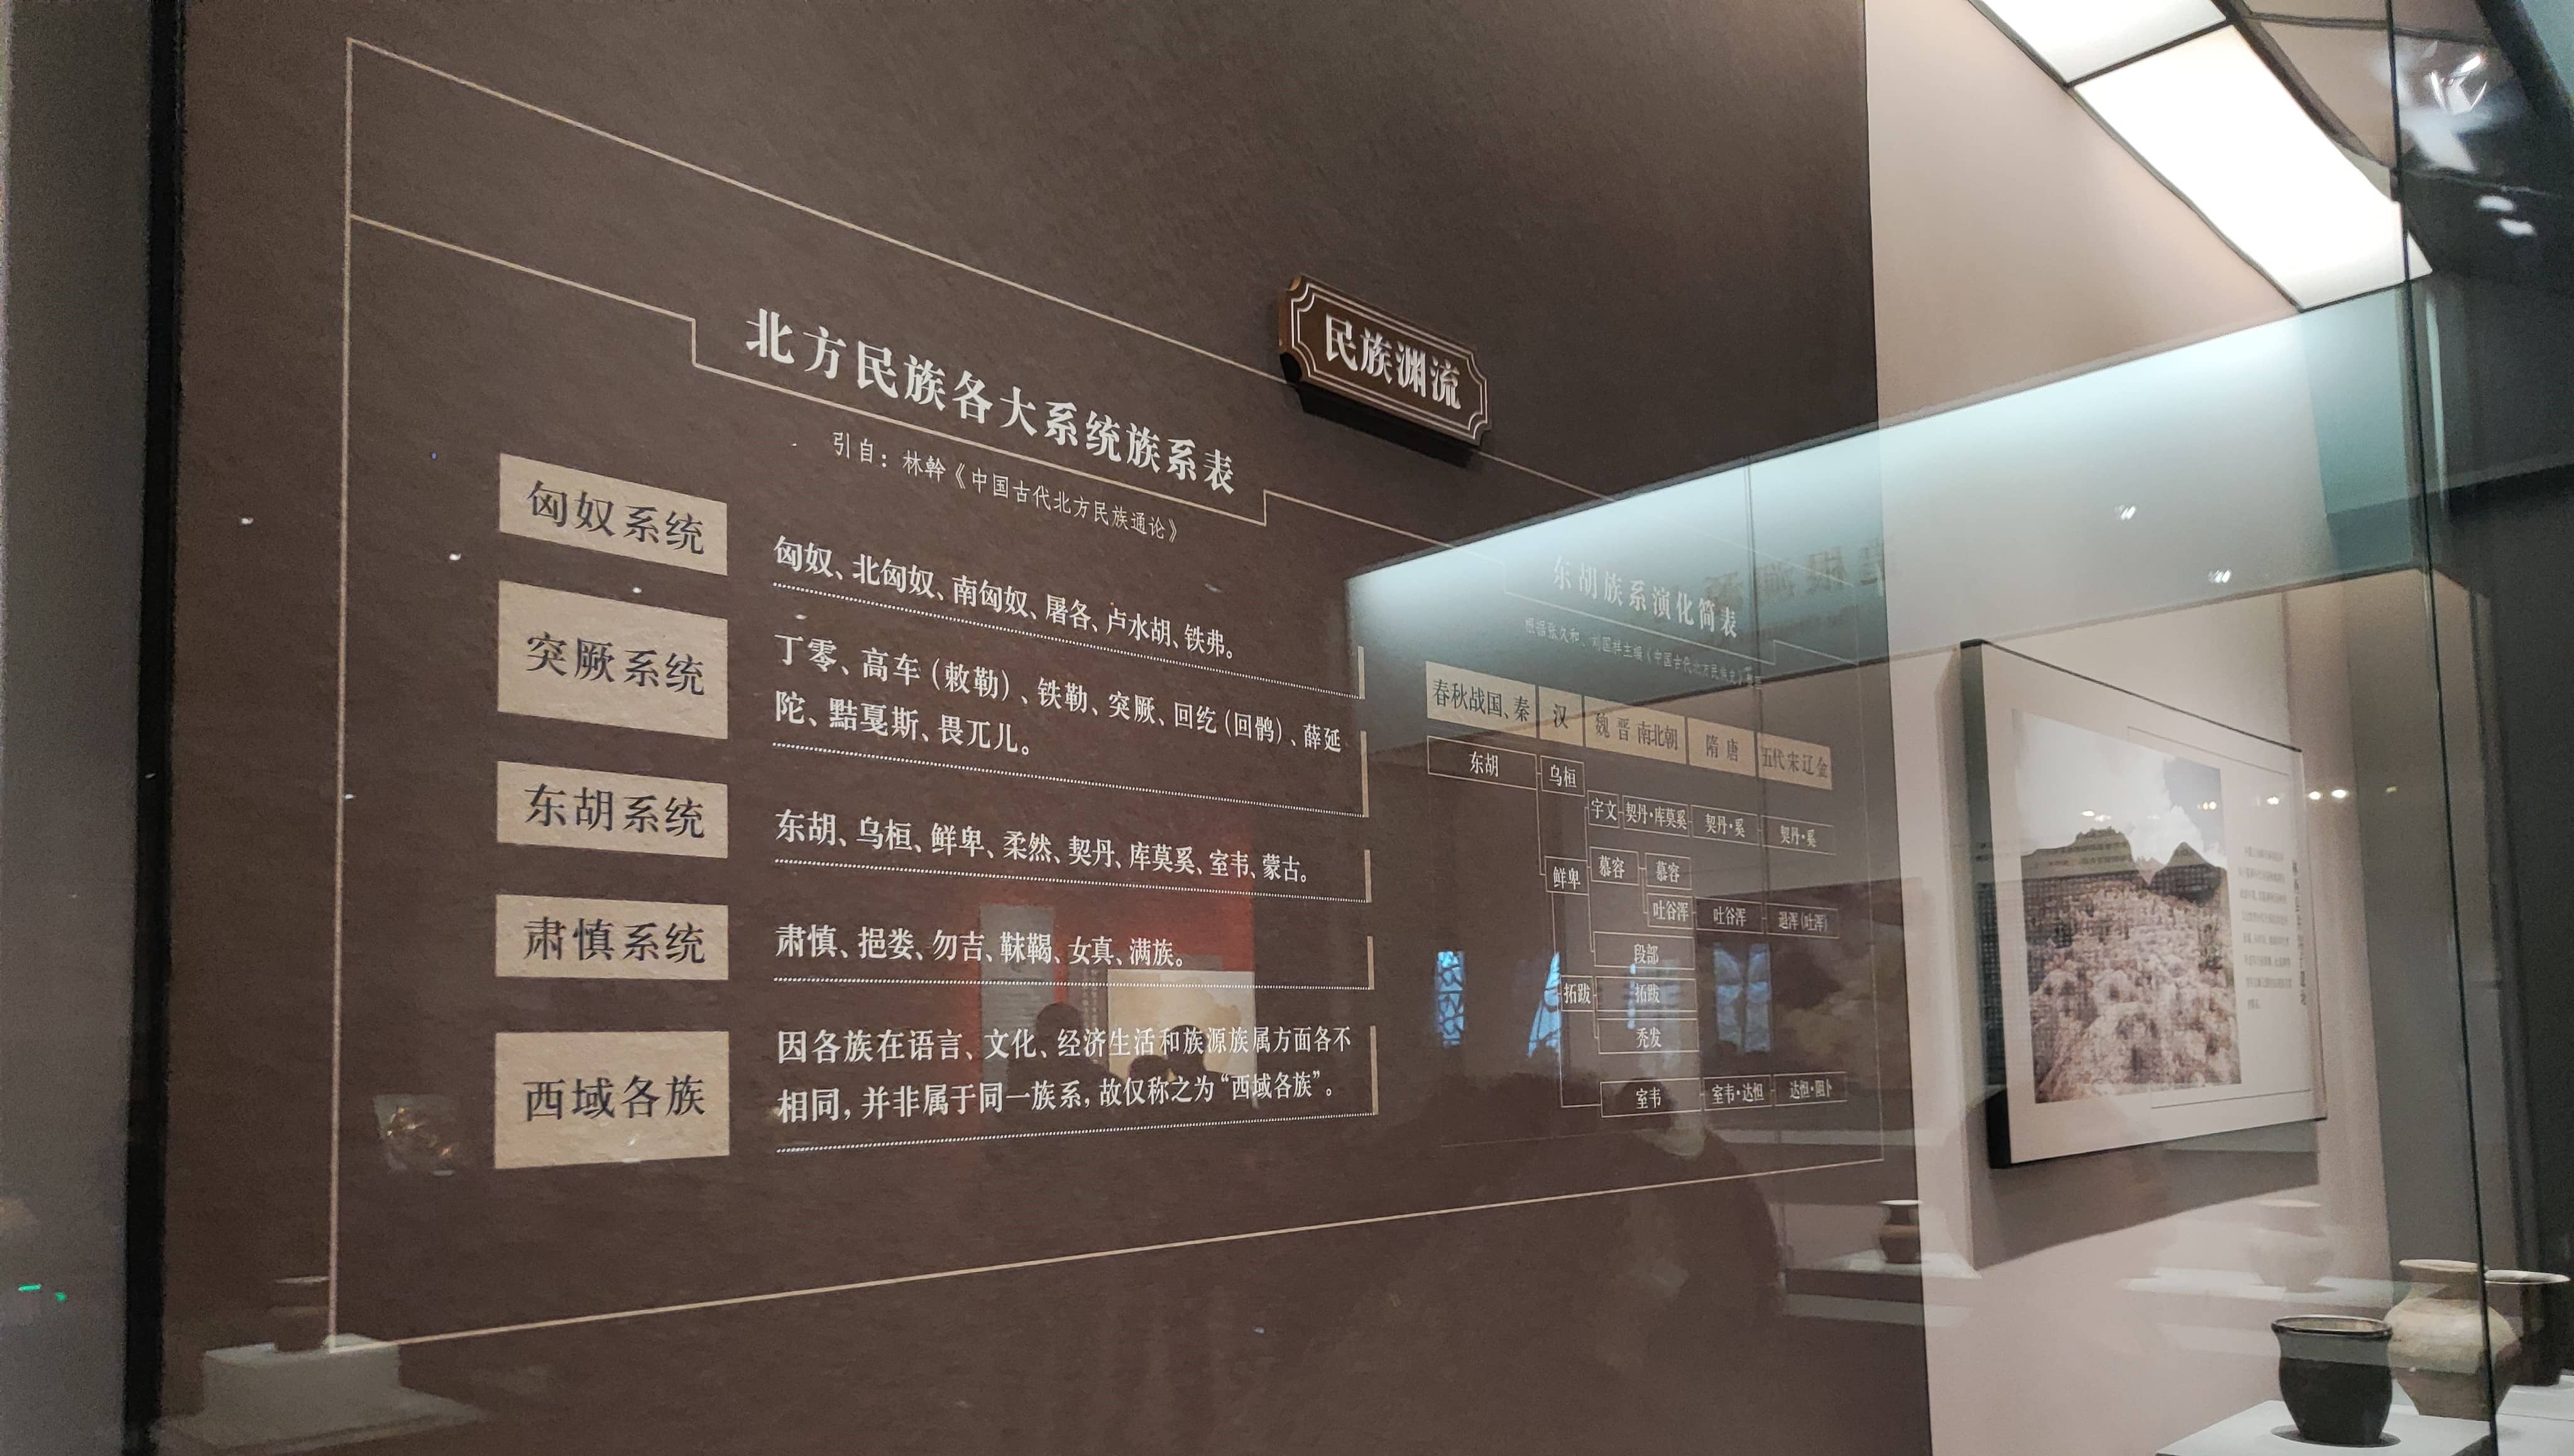 民族渊流
北方民族各大系统族系表
引自：林幹《中国古代北方民族通论》
匈奴系统
匈奴、北匈奴、南匈奴、屠各、卢水胡、铁弗。
突厥系统
丁零、高车（敕勒）、铁勒、突厥、回纥（回鹘）、薛延
陀、黠戛斯、畏兀儿。
东胡系统
东胡、乌桓、鲜卑、柔然、契丹、库莫奚、室韦、蒙古。
肃慎系统
肃慎、挹娄、勿吉、靺鞨、女真、满族。
西域各族
因各族在语言、文化、经济生活和族源族属方面各不
相同，并非属于同一族系，故仅称之为“西域各族”。
东胡族系演化简表
春秋战国、秦 汉 魏 晋 南北朝 隋 唐 五代 宋 辽 金
东胡 乌桓
宇文 契丹·库莫奚 契丹·奚 契丹·奚
鲜卑 慕容 慕容
吐谷浑 吐谷浑 退浑（吐浑）
段部
拓跋 拓跋
秃发
室韦 室韦·达怛 达怛·阻卜